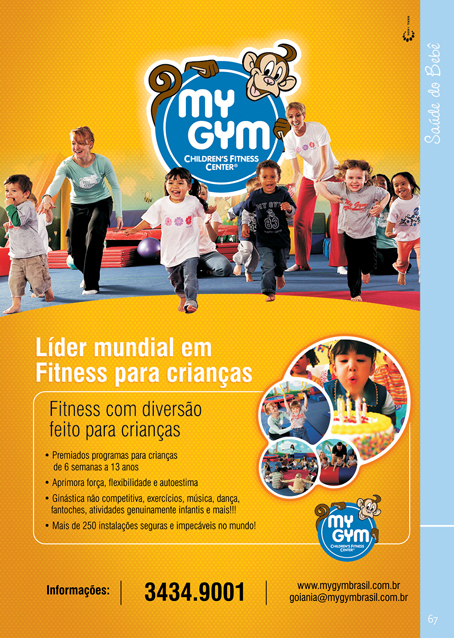 Saúde do Bebê
MY
GYM
CHILDREN'S FITNESS
CENTER®
MY GYM
83
Líder mundial em
Fitness para crianças
Fitness com diversão
feito para crianças
• Premiados programas para crianças
de 6 semanas a 13 anos
• Aprimora força, flexibilidade e autoestima
• Ginástica não competitiva, exercícios, música, dança,
fantoches, atividades genuinamente infantis e mais!!!
• Mais de 250 instalações seguras e impecáveis no mundo!
MY
GYM
CHILDREN'S FITNESS
CENTER®
Informações:
3434.9001
www.mygymbrasil.com.br
goiania@mygymbrasil.com.br
67